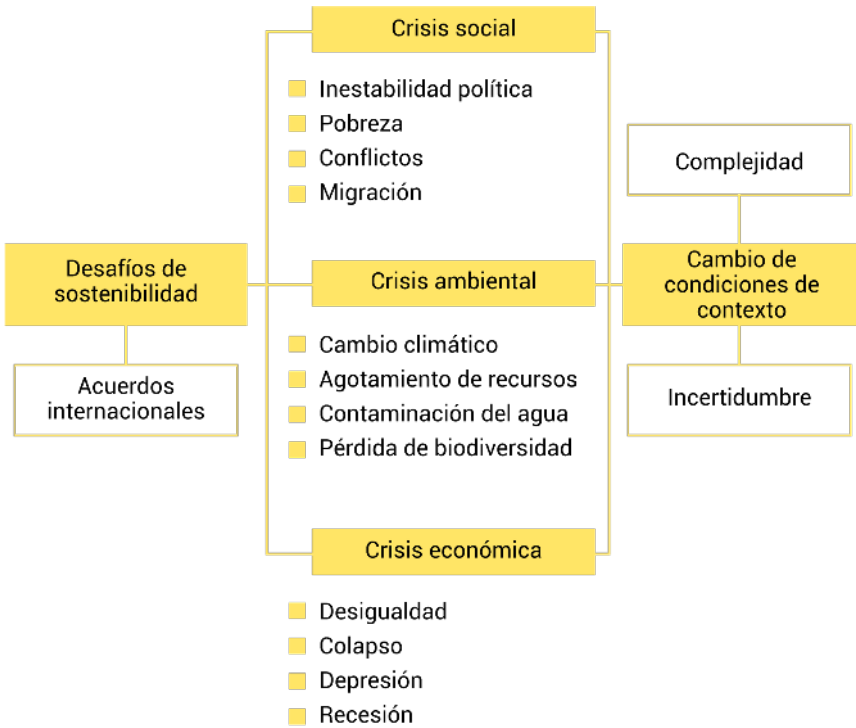 Crisis social
Inestabilidad política
Pobreza
Conflictos
Migración
Complejidad
Desafíos de
sostenibilidad
Crisis ambiental
Cambio de
condiciones de
contexto
Cambio climático
Agotamiento de recursos
Contaminación del agua
Pérdida de biodiversidad
Acuerdos
internacionales
Incertidumbre
Crisis económica
Desigualdad
Colapso
Depresión
Recesión